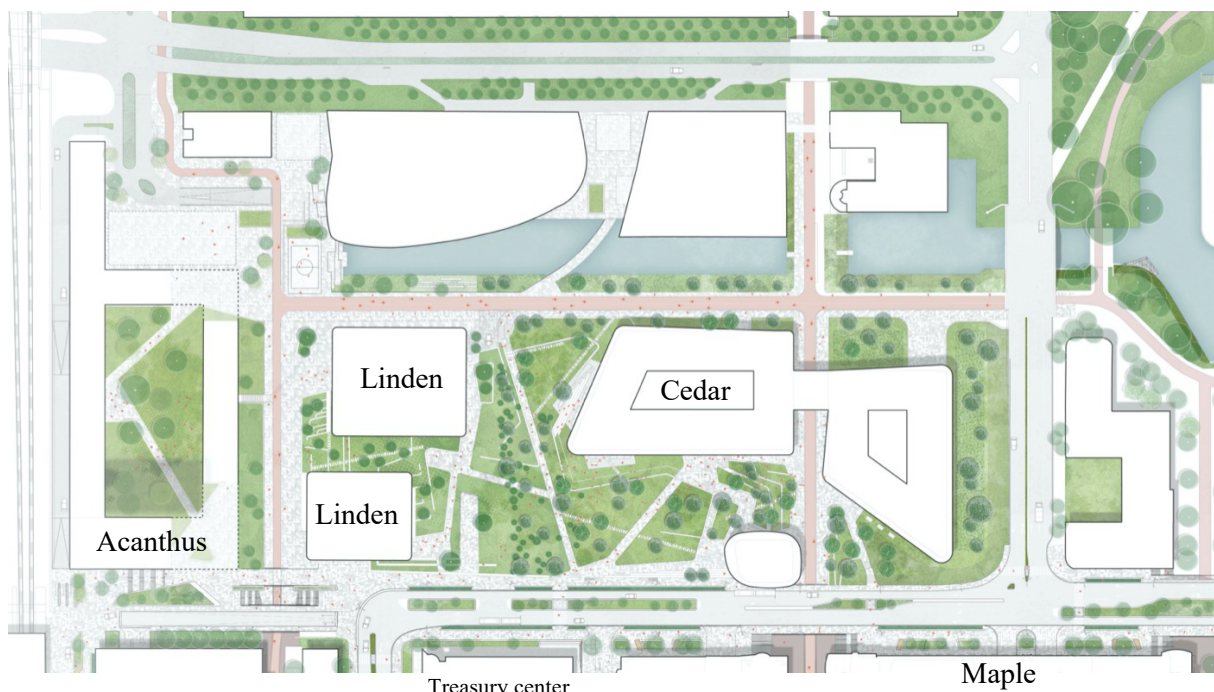 Linden
Cedar
Linden
Acanthus
Maple
Treasury center